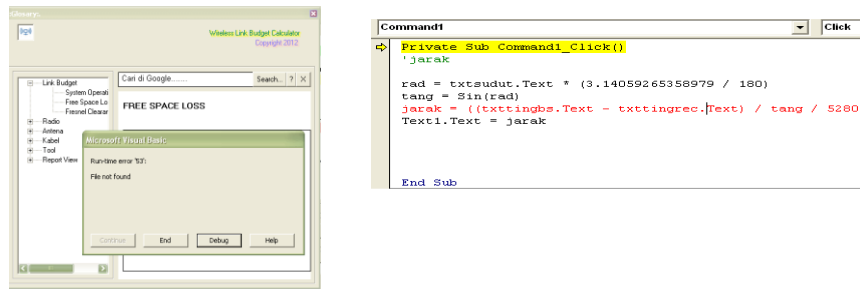 Glosary:
Wireless Link Budget Calculator
Copyright 2012
Link Budget
System Operati
Free Space Lo
Fresnel Clearar
Radio
Antena
Kabel
Tool
Report View
Cari di Google........
Search..
?
X
FREE SPACE LOSS
Microsoft Visual Basic
Run-time error '53':
File not found
Continue
End
Debug
Help
Command1
Click
Private Sub Command1_Click()
'jarak
rad = txtsudut.Text * (3.14059265358979 / 180)
tang = Sin(rad)
jarak = ((txttingbs.Text - txttingrec.Text) / tang / 5280
Text1.Text = jarak
End Sub